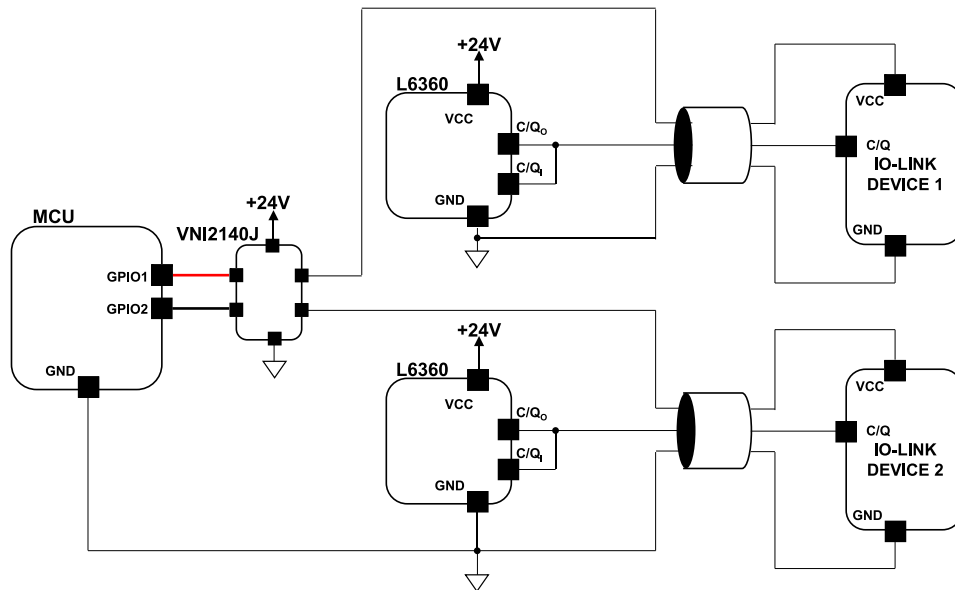 +24V
L6360
VCC
C/Qo
C/QI
GND
VCC
C/Q
IO-LINK
DEVICE 1
GND
MCU
+24V
VNI2140J
GPIO1
GPIO2
GND
+24V
L6360
VCC
C/Qo
C/QI
GND
VCC
C/Q
IO-LINK
DEVICE 2
GND